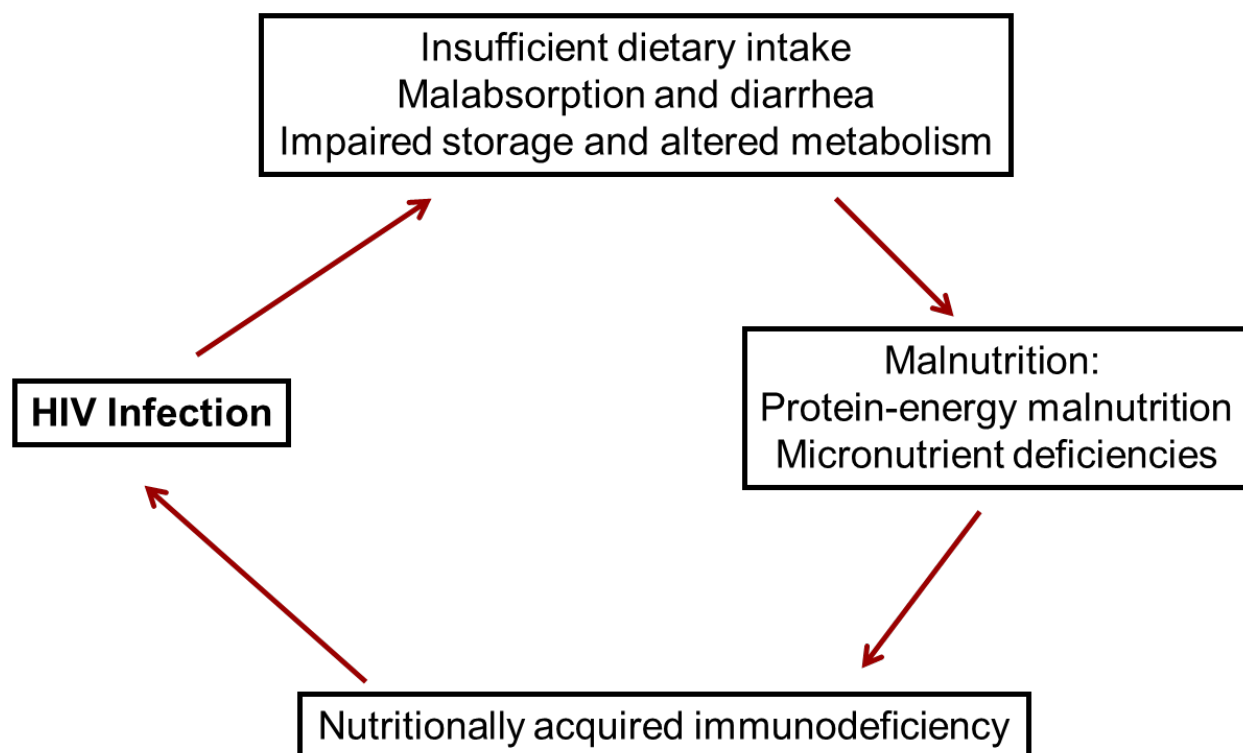 Insufficient dietary intake
Malabsorption and diarrhea
Impaired storage and altered metabolism
Malnutrition:
Protein-energy malnutrition
Micronutrient deficiencies
HIV Infection
Nutritionally acquired immunodeficiency